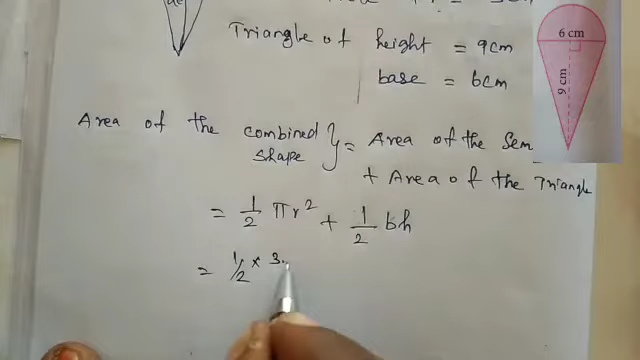 Triangle of height = 9cm
base = 6cm
6 cm
9 cm
Area of the combined shape } = Area of the Sem
+ Area of the Triangle
= 1/2 πr² + 1/2 bh
= 1/2 × 3.